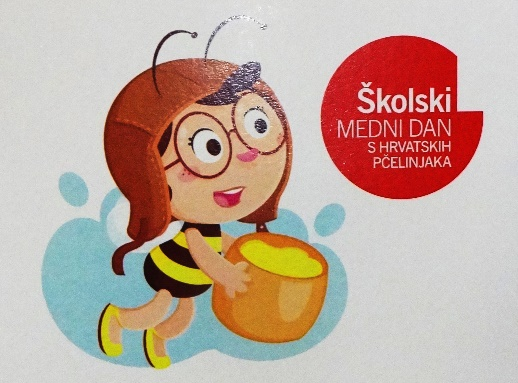 Školski
MEDNI DAN
S HRVATSKIH
PČELINJAKA